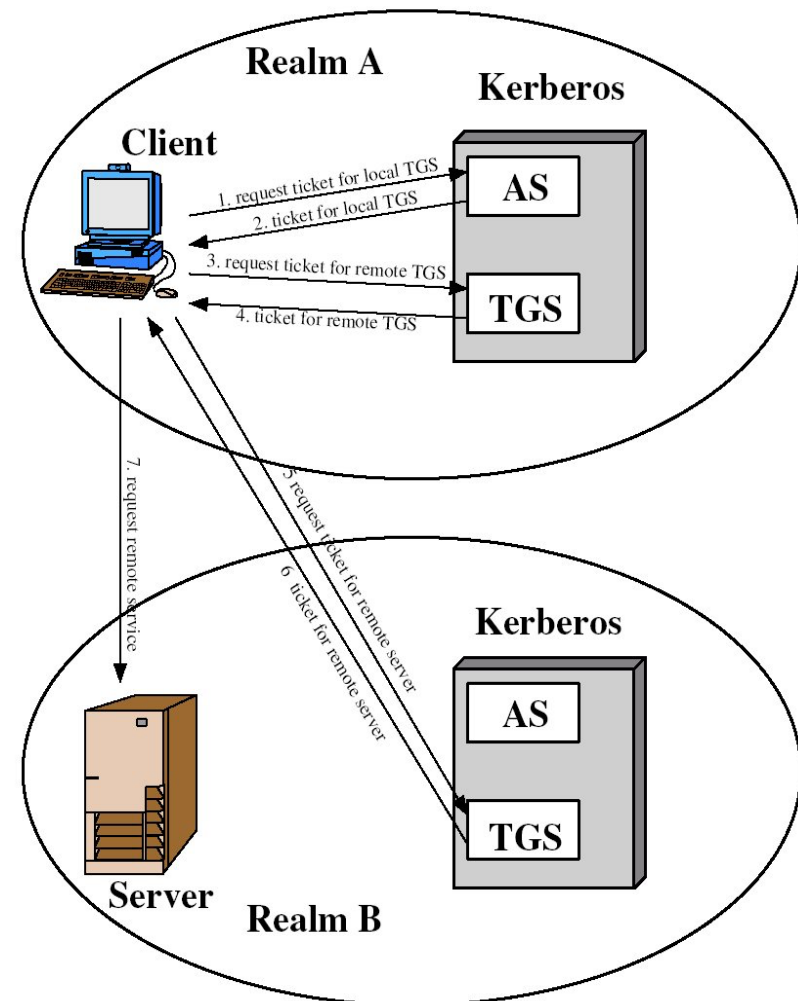 Realm A
Kerberos
Client
AS
1. request ticket for local TGS
2. ticket for local TGS
3. request ticket for remote TGS
TGS
4. ticket for remote TGS
7. request remote service
5 request ticket for remote server
6 ticket for remote server
Kerberos
AS
TGS
Server
Realm B